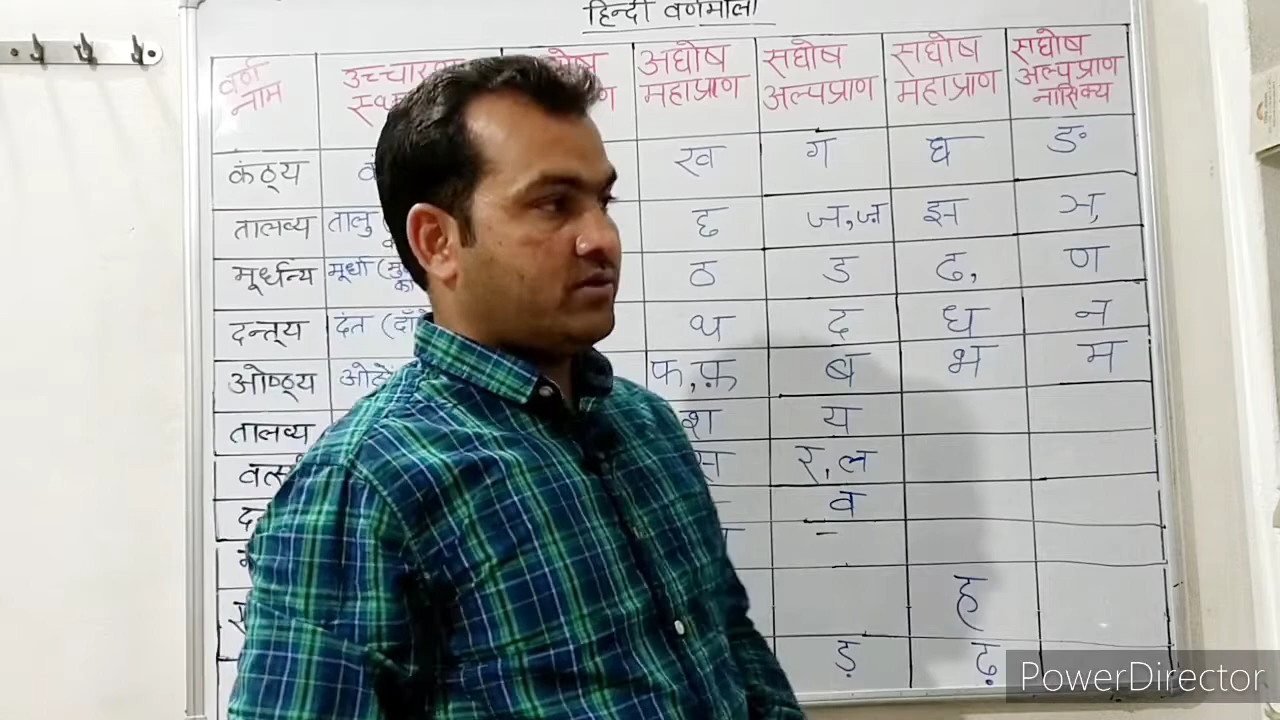 हिन्दी वर्णमाला
वर्ण नाम उच्चारण अघोष महाप्राण सघोष अल्पप्राण सघोष महाप्राण सघोष अल्पप्राण नासिक्य
कंठ्य ख ग घ ङ
तालव्य तालु छ ज,ज़ झ ञ
मूर्धन्य मूर्धा ठ ड ढ, ण
दन्त्य दंत थ द ध न
ओष्ठ्य फ,फ़ ब भ म
तालव्य श य
स र,ल
व
-
ह
ड़ ढ़
PowerDirector